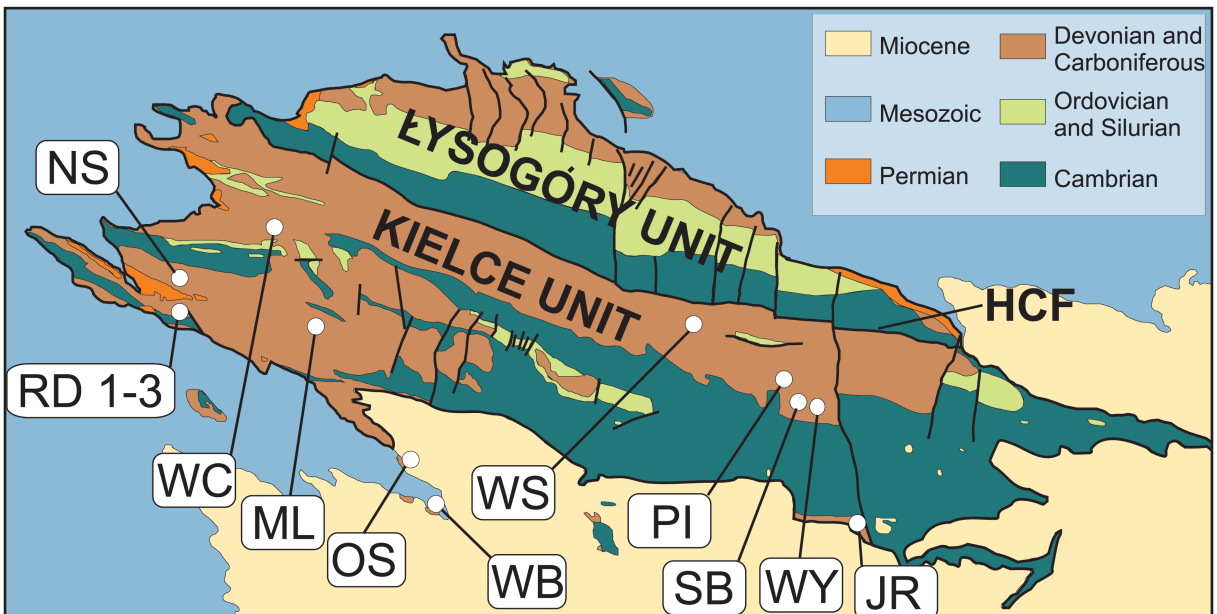 Miocene
Mesozoic
Permian
Devonian and
Carboniferous
Ordovician
and Silurian
Cambrian
ŁYSOGÓRY UNIT
KIELCE UNIT
HCF
NS
RD 1-3
WC
ML
OS
WB
WS
PI
SB
WY
JR